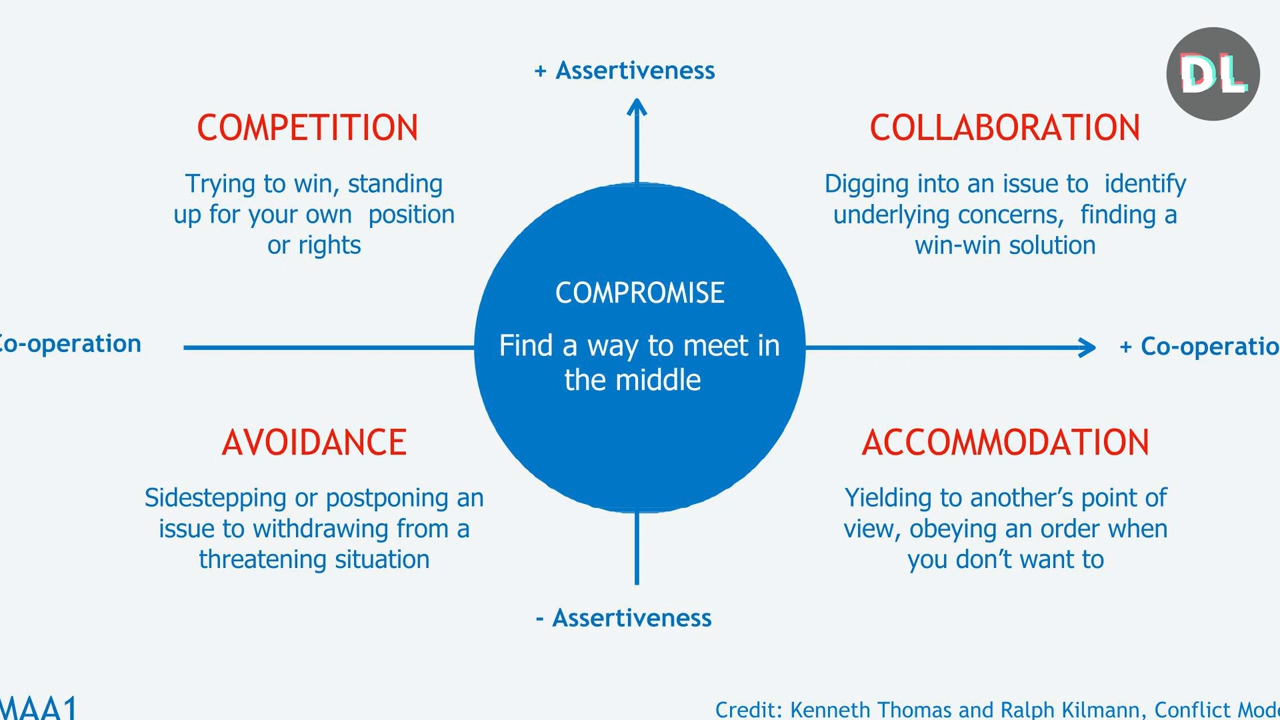 DL
+ Assertiveness
COMPETITION
Trying to win, standing
up for your own position
or rights
COLLABORATION
Digging into an issue to identify
underlying concerns, finding a
win-win solution
COMPROMISE
Find a way to meet in
the middle
Co-operation
+ Co-operatio
AVOIDANCE
Sidestepping or postponing an
issue to withdrawing from a
threatening situation
ACCOMMODATION
Yielding to another’s point of
view, obeying an order when
you don’t want to
- Assertiveness
MAA1
Credit: Kenneth Thomas and Ralph Kilmann, Conflict Mode